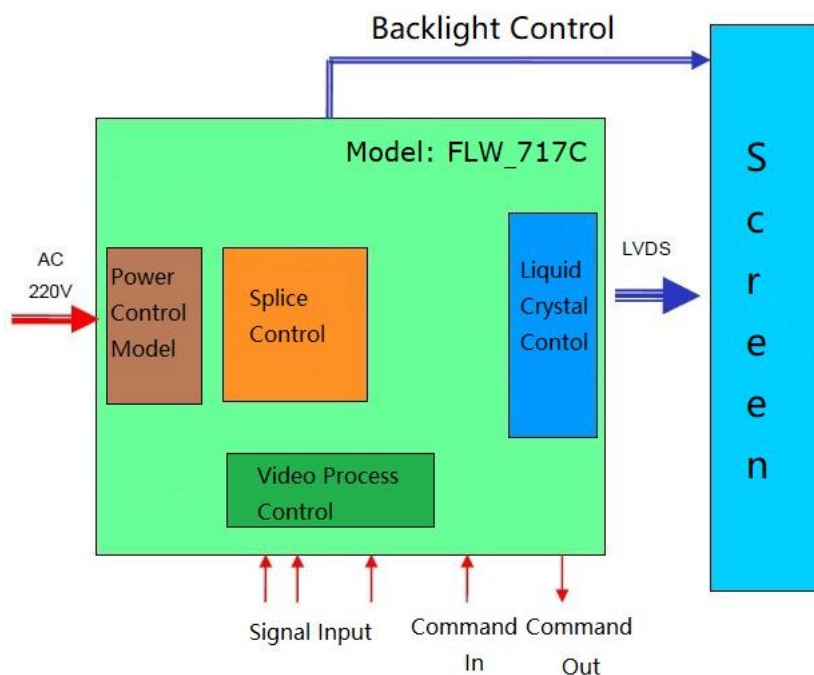 Backlight Control
Model: FLW_717C
AC
220V
Power
Control
Model
Splice
Control
Liquid
Crystal
Contol
LVDS
Screen
Video Process
Control
Signal Input
Command
In
Command
Out